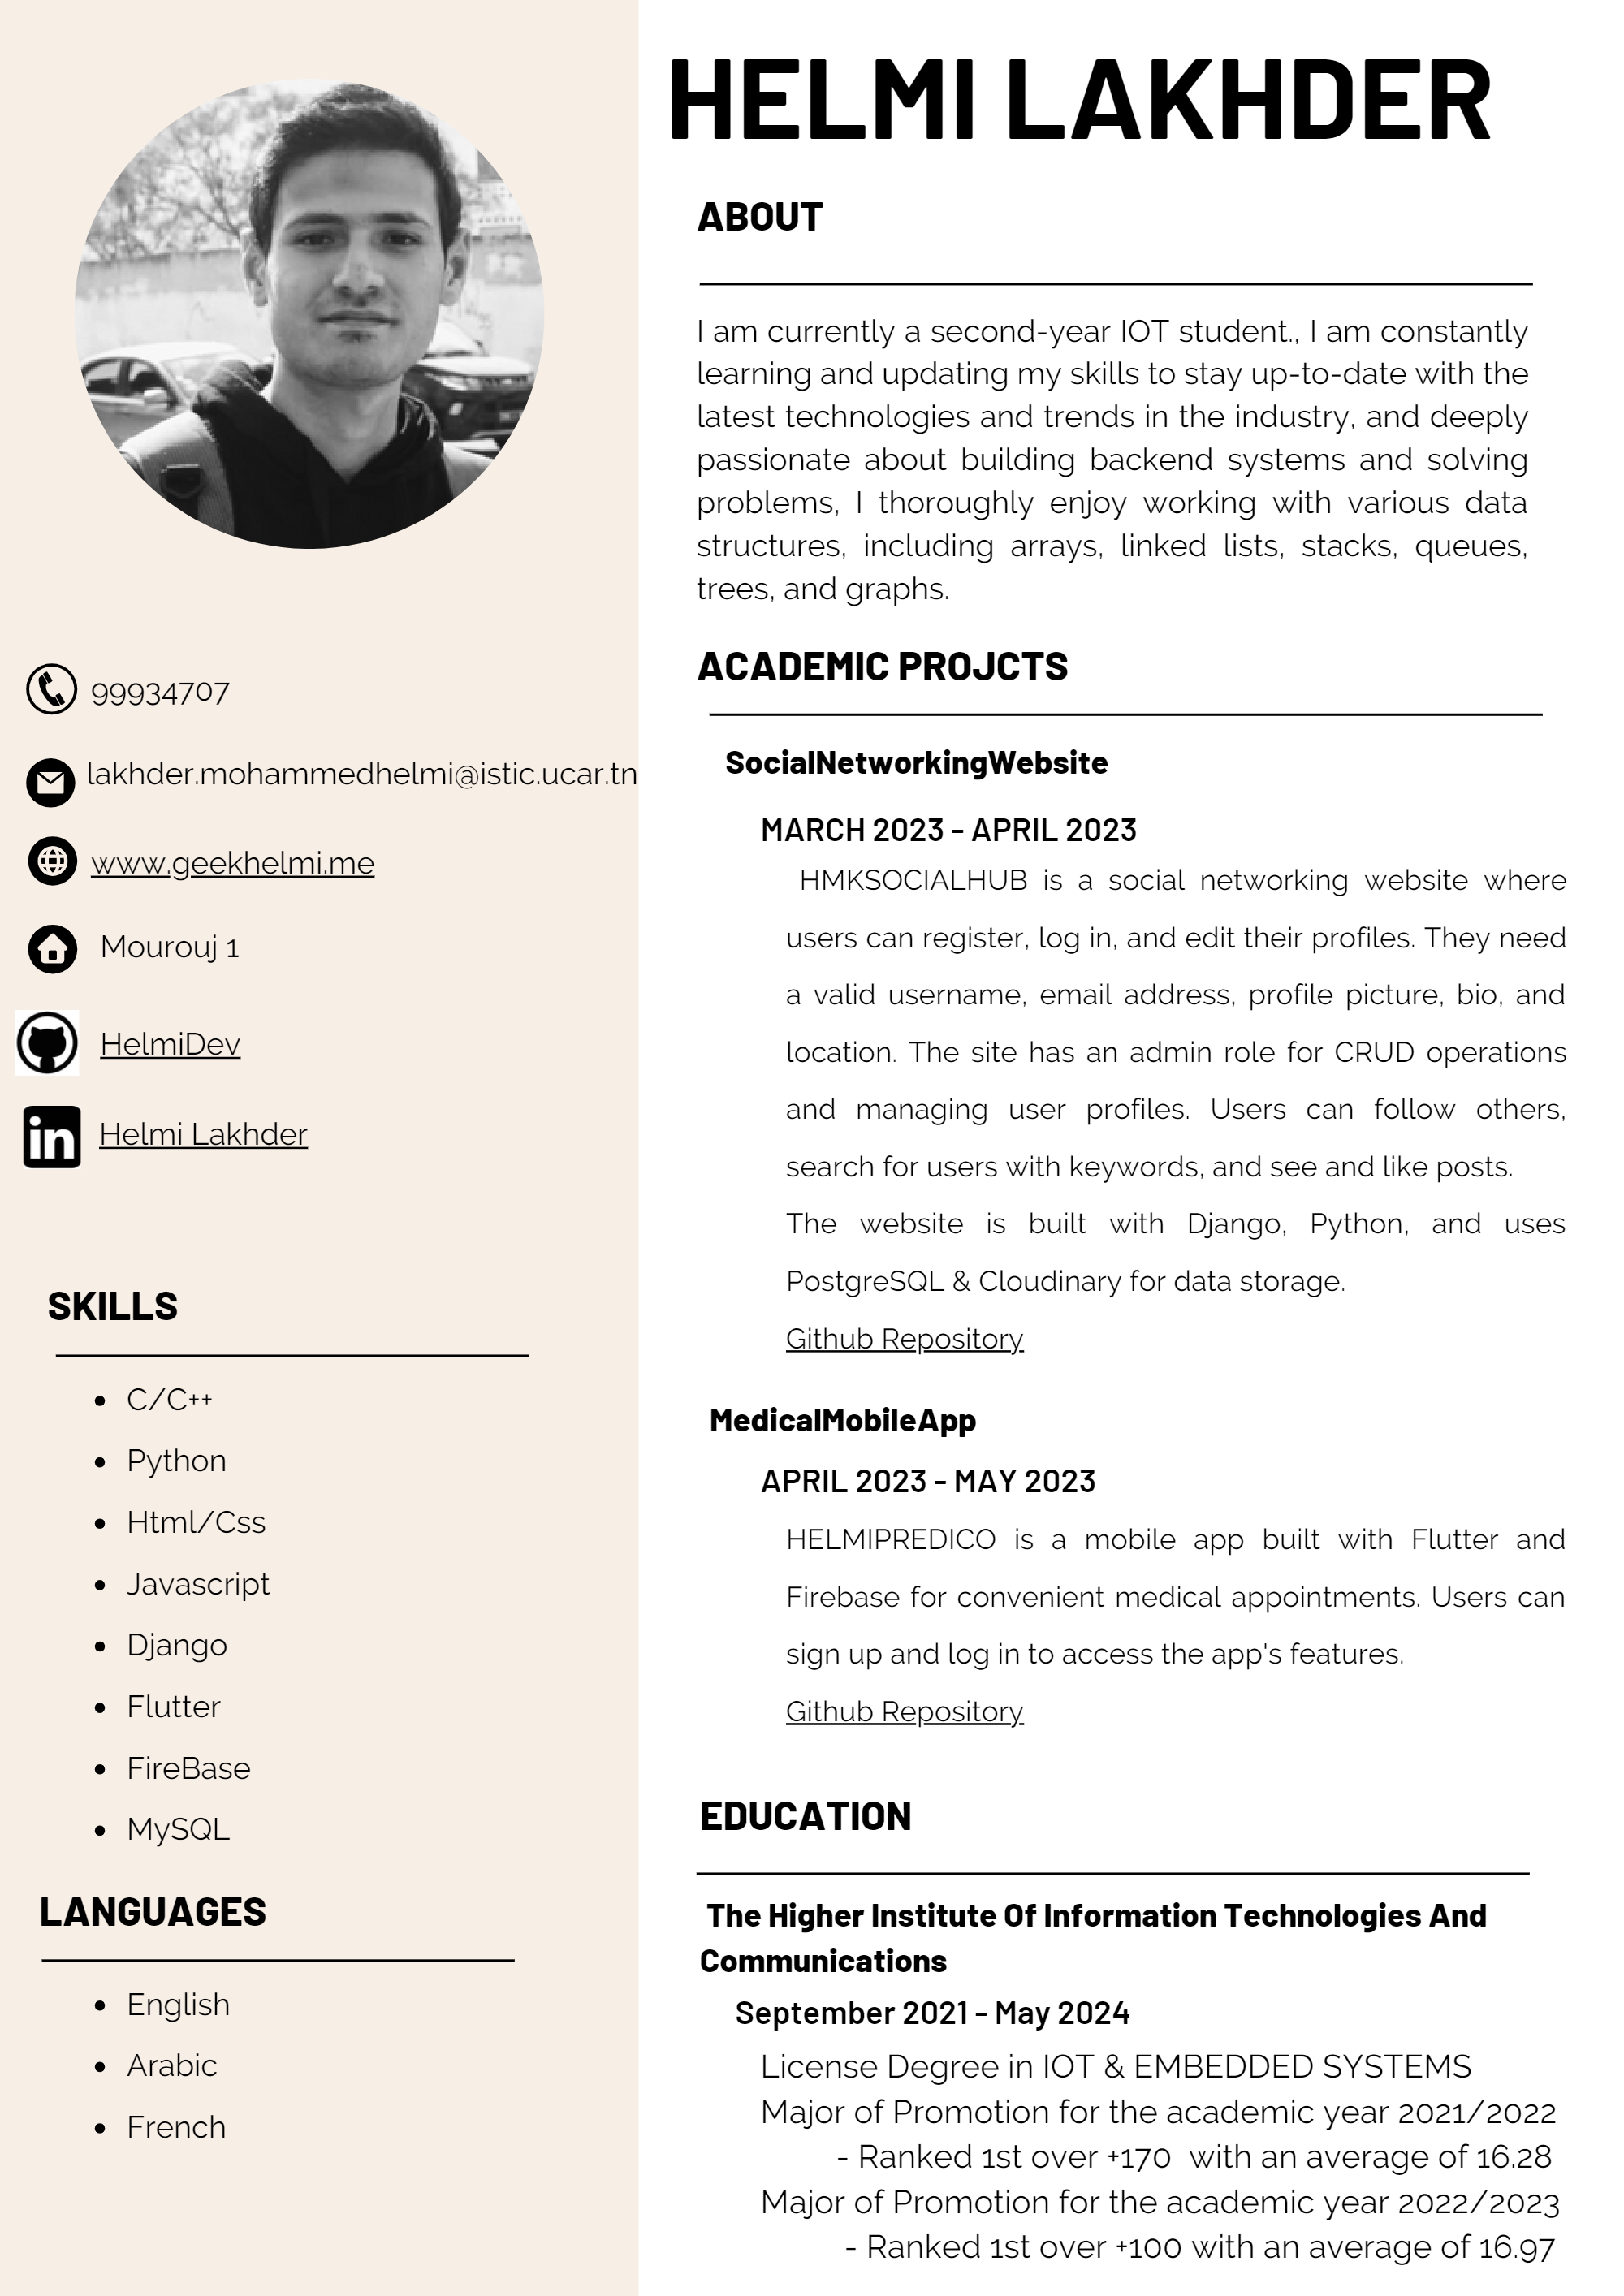 HELMI LAKHDER
ABOUT
I am currently a second-year IOT student., I am constantly
learning and updating my skills to stay up-to-date with the
latest technologies and trends in the industry, and deeply
passionate about building backend systems and solving
problems, I thoroughly enjoy working with various data
structures, including arrays, linked lists, stacks, queues,
trees, and graphs.
99934707
lakhder.mohammedhelmi@istic.ucar.tn
www.geekhelmi.me
Mourouj 1
HelmiDev
in
Helmi Lakhder
SKILLS
• C/C++
• Python
• Html/Css
• Javascript
• Django
• Flutter
• FireBase
• MySQL
LANGUAGES
• English
• Arabic
• French
ACADEMIC PROJCTS
SocialNetworkingWebsite
MARCH 2023 - APRIL 2023
HMKSOCIALHUB is a social networking website where
users can register, log in, and edit their profiles. They need
a valid username, email address, profile picture, bio, and
location. The site has an admin role for CRUD operations
and managing user profiles. Users can follow others,
search for users with keywords, and see and like posts.
The website is built with Django, Python, and uses
PostgreSQL & Cloudinary for data storage.
Github Repository
MedicalMobileApp
APRIL 2023 - MAY 2023
HELMIPREDICO is a mobile app built with Flutter and
Firebase for convenient medical appointments. Users can
sign up and log in to access the app's features.
Github Repository
EDUCATION
The Higher Institute Of Information Technologies And
Communications
September 2021 - May 2024
License Degree in IOT & EMBEDDED SYSTEMS
Major of Promotion for the academic year 2021/2022
- Ranked 1st over +170 with an average of 16.28
Major of Promotion for the academic year 2022/2023
- Ranked 1st over +100 with an average of 16.97